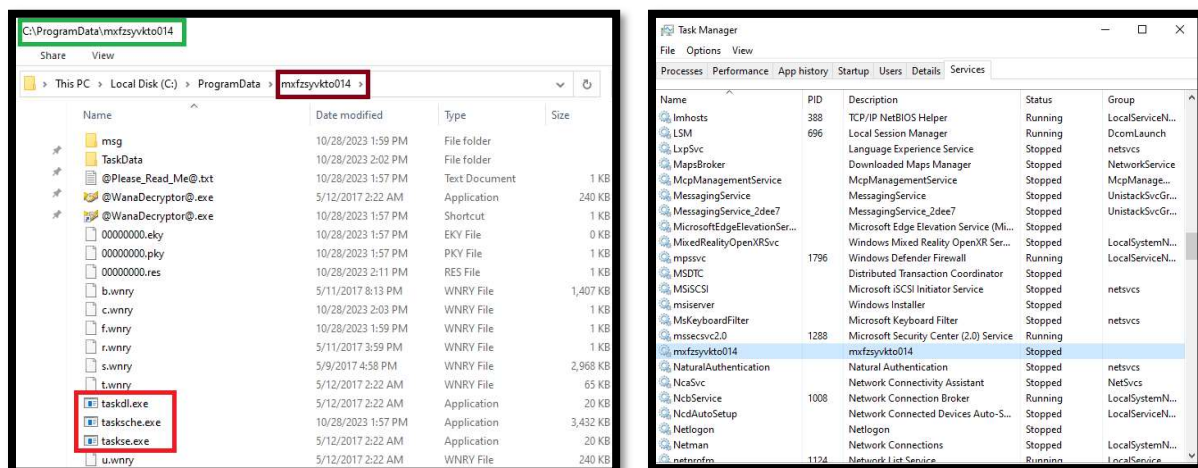 C:\ProgramData\mxfzsyvkto014
Share View
This PC > Local Disk (C:) > ProgramData > mxfzsyvkto014 >
Name Date modified Type Size
msg 10/28/2023 1:59 PM File folder
TaskData 10/28/2023 2:02 PM File folder
@Please_Read_Me@.txt 10/28/2023 1:57 PM Text Document 1 KB
@WanaDecryptor@.exe 5/12/2017 2:22 AM Application 240 KB
@WanaDecryptor@.exe 10/28/2023 1:57 PM Shortcut 1 KB
00000000.eky 10/28/2023 1:57 PM EKY File 0 KB
00000000.pky 10/28/2023 1:57 PM PKY File 1 KB
00000000.res 10/28/2023 2:11 PM RES File 1 KB
b.wnry 5/11/2017 8:13 PM WNRY File 1,407 KB
c.wnry 10/28/2023 2:03 PM WNRY File 1 KB
f.wnry 10/28/2023 1:59 PM WNRY File 1 KB
r.wnry 5/11/2017 3:59 PM WNRY File 1 KB
s.wnry 5/9/2017 4:58 PM WNRY File 2,968 KB
t.wnry 5/12/2017 2:22 AM WNRY File 65 KB
taskdl.exe 5/12/2017 2:22 AM Application 20 KB
tasksche.exe 10/28/2023 1:57 PM Application 3,432 KB
taskse.exe 5/12/2017 2:22 AM Application 20 KB
u.wnry 5/12/2017 2:22 AM WNRY File 240 KB
Task Manager
File Options View
Processes Performance App history Startup Users Details Services
Name PID Description Status Group
lmhosts 388 TCP/IP NetBIOS Helper Running LocalServiceN...
LSM 696 Local Session Manager Running DcomLaunch
LxpSvc Language Experience Service Stopped netsvcs
MapsBroker Downloaded Maps Manager Stopped NetworkService
McpManagementService McpManagementService Stopped McpManage...
MessagingService MessagingService Stopped UnistackSvcGr...
MessagingService_2dee7 MessagingService_2dee7 Stopped UnistackSvcGr...
MicrosoftEdgeElevationSer... Microsoft Edge Elevation Service (Mi... Stopped
MixedRealityOpenXRSvc Windows Mixed Reality OpenXR Ser... Stopped LocalSystemN...
mpssvc 1796 Windows Defender Firewall Running LocalServiceN...
MSDTC Distributed Transaction Coordinator Stopped
MSiSCSI Microsoft iSCSI Initiator Service Stopped netsvcs
msiserver Windows Installer Stopped
MsKeyboardFilter Microsoft Keyboard Filter Stopped netsvcs
mssecsvc2.0 1288 Microsoft Security Center (2.0) Service Running
mxfzsyvkto014 mxfzsyvkto014 Stopped
NaturalAuthentication Natural Authentication Stopped netsvcs
NcaSvc Network Connectivity Assistant Stopped NetSvcs
NcbService 1008 Network Connection Broker Running LocalSystemN...
NcdAutoSetup Network Connected Devices Auto-S... Stopped LocalServiceN...
Netlogon Netlogon Stopped
Netman Network Connections Stopped LocalSystemN...
netprofm 1124 Network List Service Running LocalService